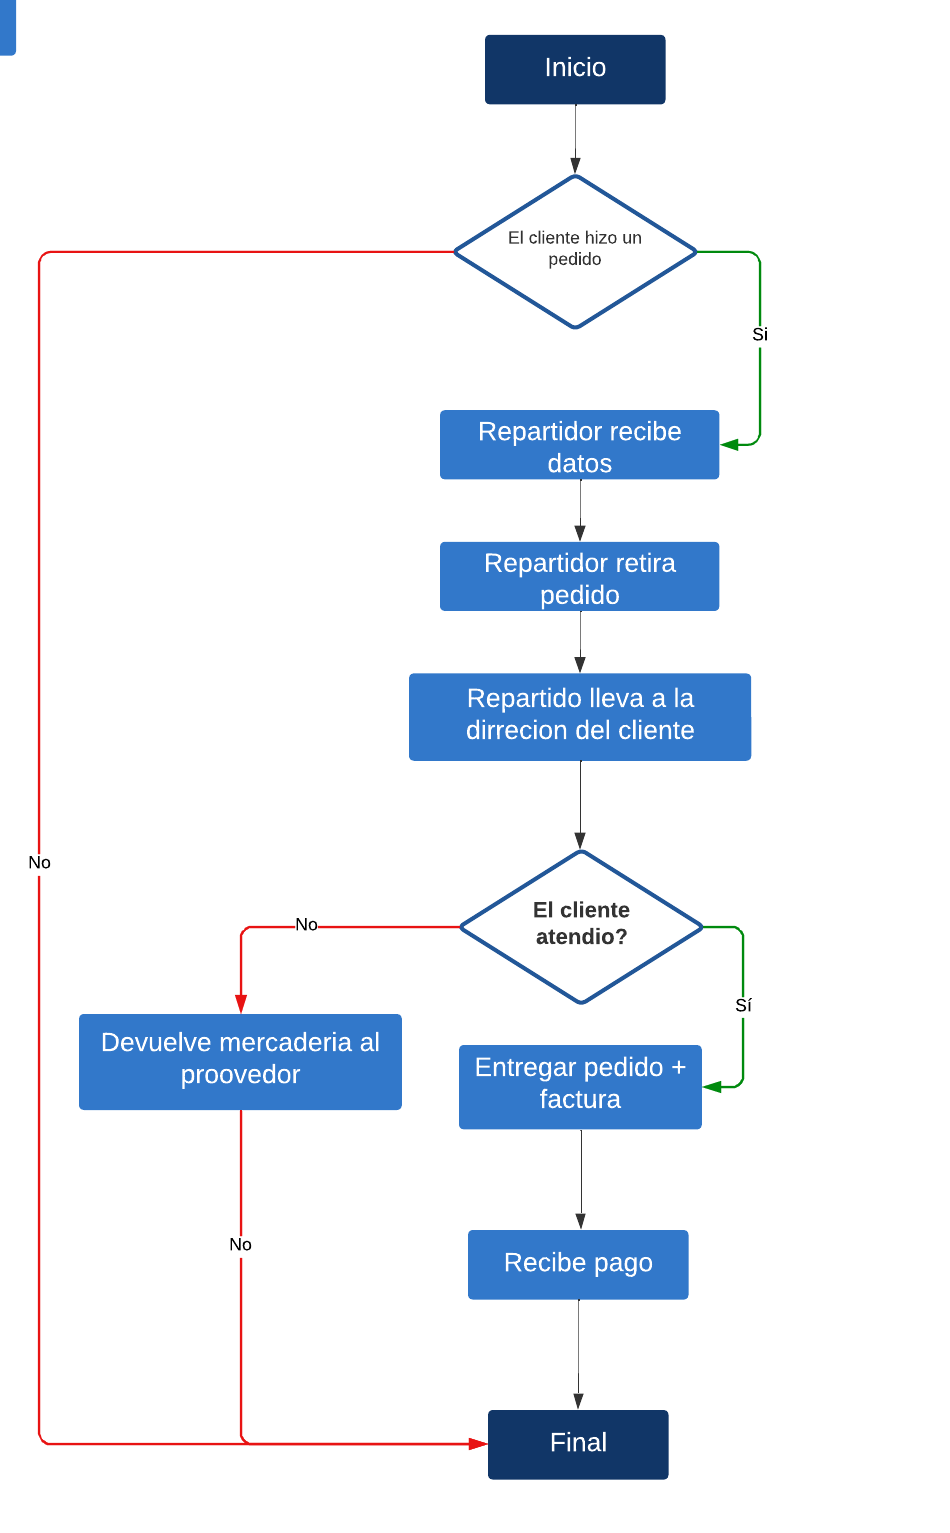 Inicio
El cliente hizo un
pedido
Si
Repartidor recibe
datos
Repartidor retira
pedido
Repartido lleva a la
dirrecion del cliente
No
El cliente
atendio?
No
Sí
Devuelve mercaderia al
proovedor
Entregar pedido +
factura
No
Recibe pago
Final